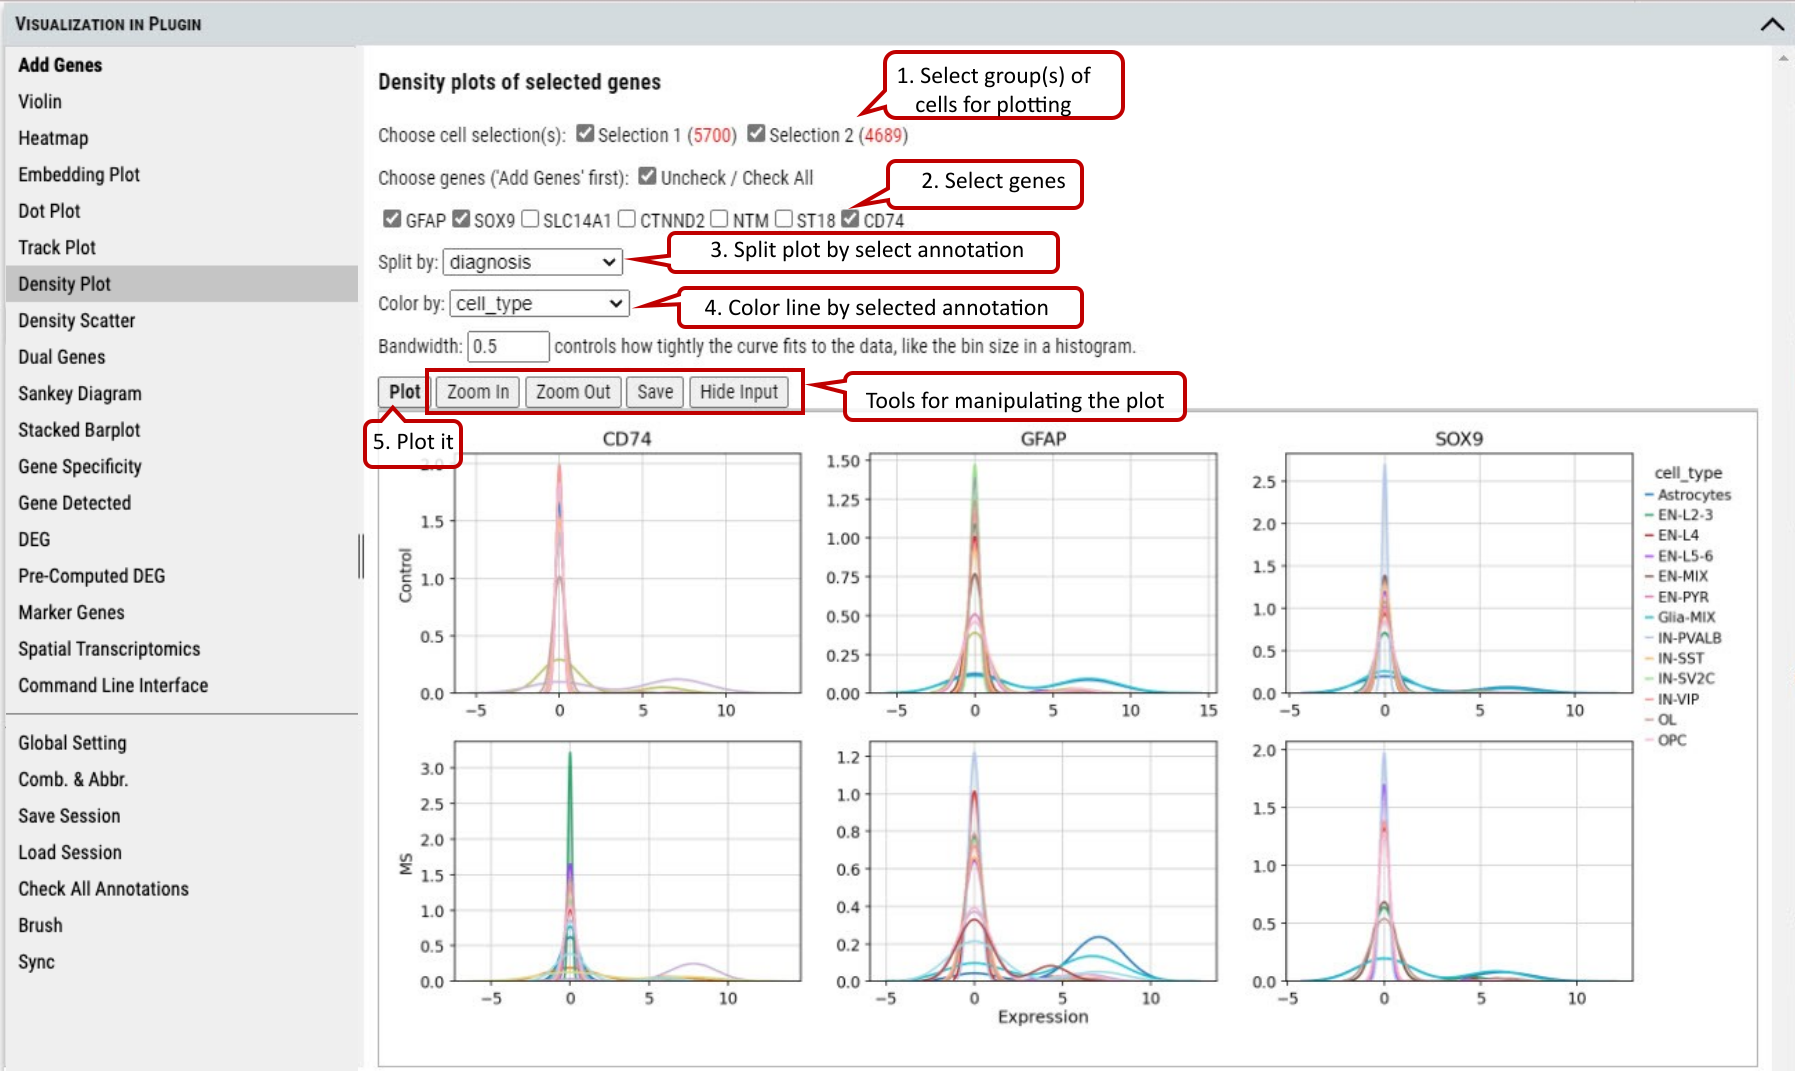 VISUALIZATION IN PLUGIN
Add Genes
Violin
Heatmap
Embedding Plot
Dot Plot
Track Plot
Density Plot
Density Scatter
Dual Genes
Sankey Diagram
Stacked Barplot
Gene Specificity
Gene Detected
DEG
Pre-Computed DEG
Marker Genes
Spatial Transcriptomics
Command Line Interface
Global Setting
Comb. & Abbr.
Save Session
Load Session
Check All Annotations
Brush
Sync
Density plots of selected genes
1. Select group(s) of
cells for plotting
Choose cell selection(s): Selection 1 (5700) Selection 2 (4689)
Choose genes ('Add Genes' first): Uncheck / Check All
2. Select genes
GFAP SOX9 SLC14A1 CTNND2 NTM ST18 CD74
Split by: diagnosis
3. Split plot by select annotation
Color by: cell_type
4. Color line by selected annotation
Bandwidth: 0.5 controls how tightly the curve fits to the data, like the bin size in a histogram.
Plot Zoom In Zoom Out Save Hide Input
Tools for manipulating the plot
5. Plot it
CD74
2.0
1.5
1.0
0.5
0.0
−5 0 5 10
Control
GFAP
1.50
1.25
1.00
0.75
0.50
0.25
0.00
−5 0 5 10 15
SOX9
2.5
2.0
1.5
1.0
0.5
0.0
−5 0 5 10
cell_type
Astrocytes
EN-L2-3
EN-L4
EN-L5-6
EN-MIX
EN-PYR
Glia-MIX
IN-PVALB
IN-SST
IN-SV2C
IN-VIP
OL
OPC
MS
3.0
2.5
2.0
1.5
1.0
0.5
0.0
−5 0 5 10
1.2
1.0
0.8
0.6
0.4
0.2
0.0
−5 0 5 10
Expression
2.0
1.5
1.0
0.5
0.0
−5 0 5 10